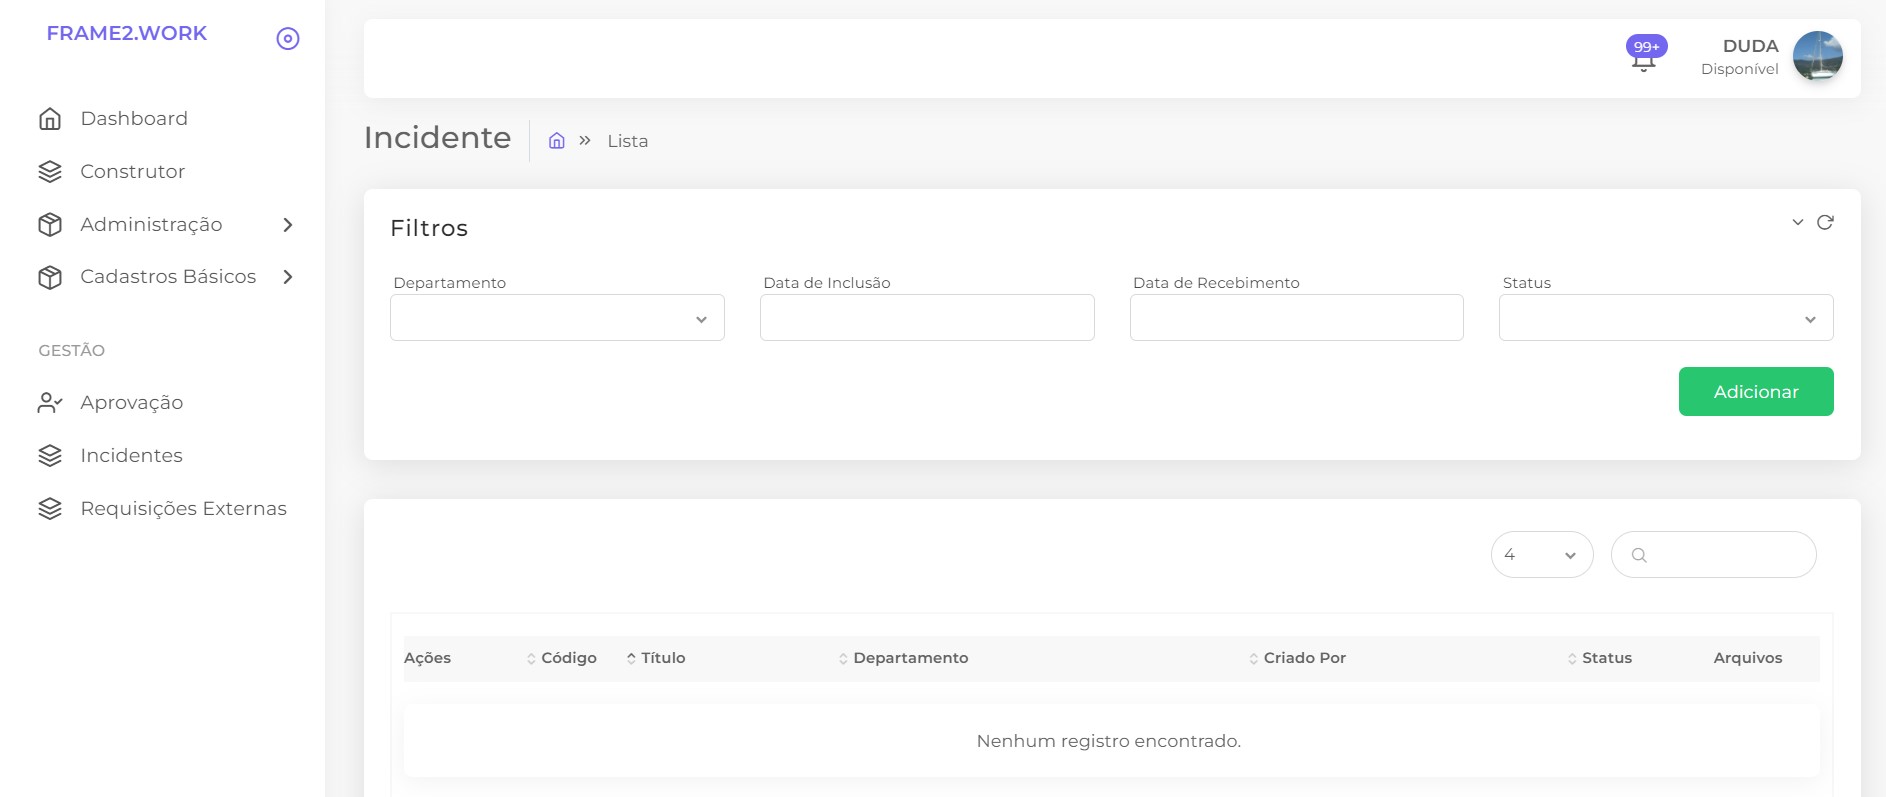 FRAME2.WORK
Dashboard
Construtor
Administração
Cadastros Básicos
GESTÃO
Aprovação
Incidentes
Requisições Externas
99+
DUDA
Disponível
Incidente
Lista
Filtros
Departamento
Data de Inclusão
Data de Recebimento
Status
Adicionar
4
Ações Código Título Departamento Criado Por Status Arquivos
Nenhum registro encontrado.